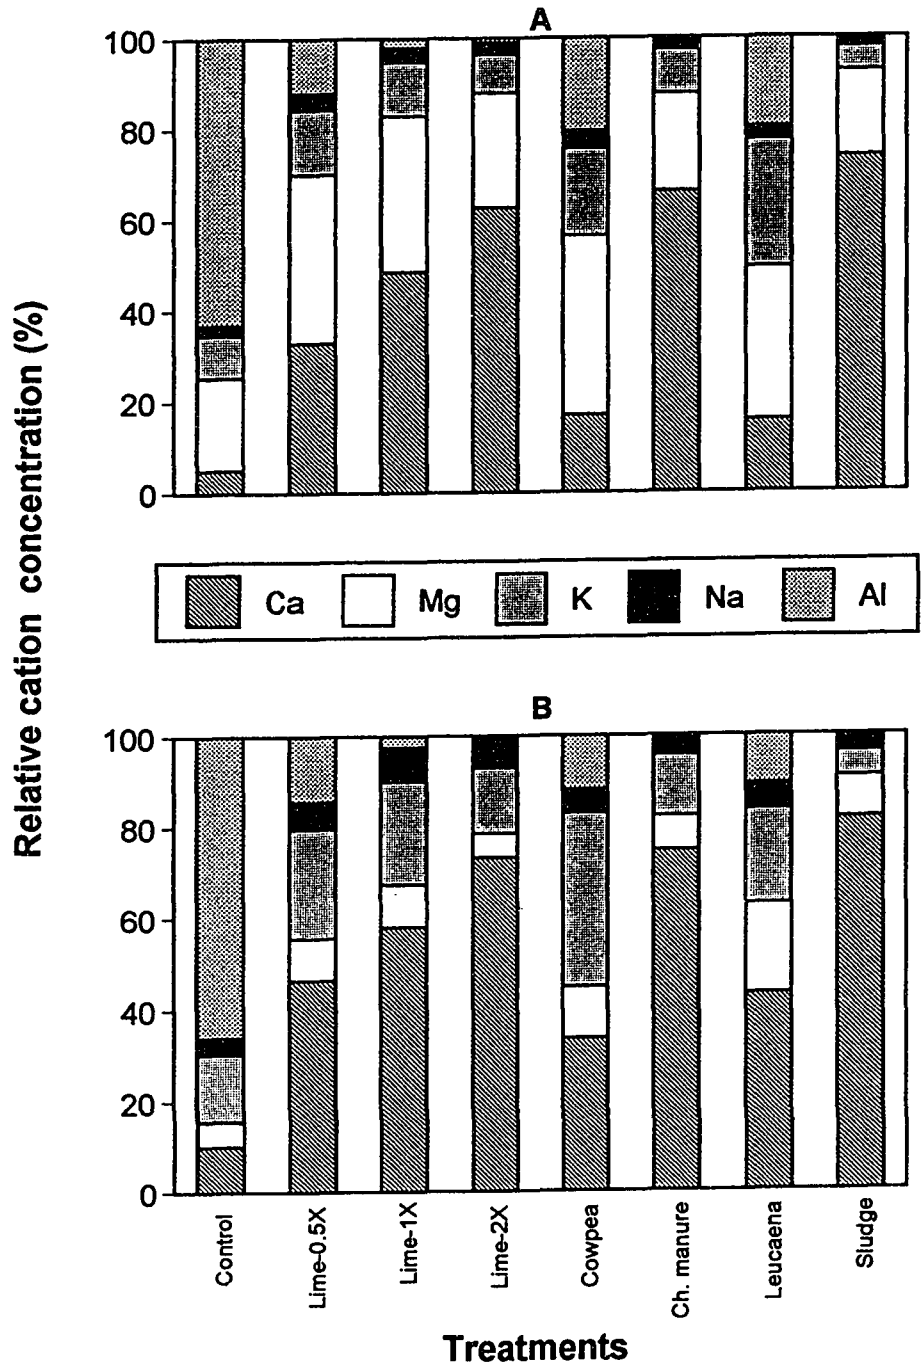 A
100
80
60
40
20
0
Relative cation concentration (%)
Ca Mg K Na Al
B
100
80
60
40
20
0
Control Lime-0.5X Lime-1X Lime-2X Cowpea Ch. manure Leucaena Sludge
Treatments